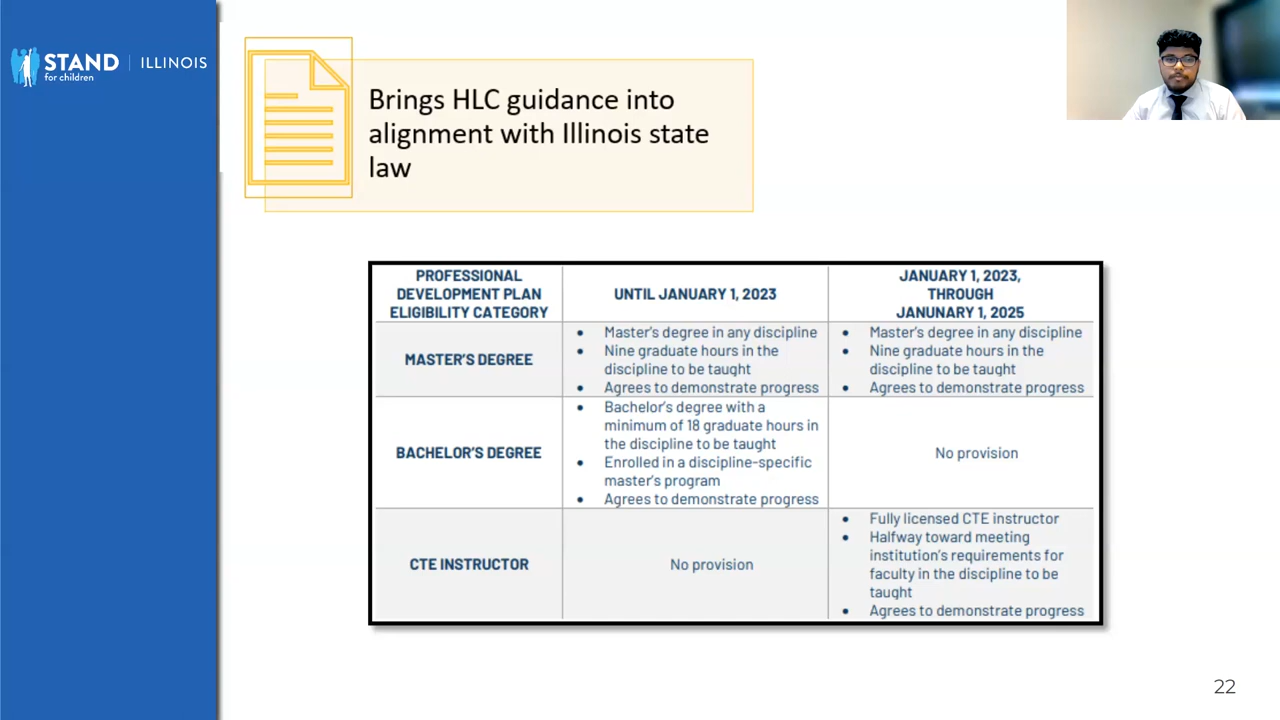 STAND
for children
ILLINOIS
Brings HLC guidance into
alignment with Illinois state
law
PROFESSIONAL
DEVELOPMENT PLAN
ELIGIBILITY CATEGORY
UNTIL JANUARY 1, 2023
JANUARY 1, 2023,
THROUGH
JANUNARY 1, 2025
MASTER'S DEGREE
• Master's degree in any discipline
• Nine graduate hours in the
discipline to be taught
• Agrees to demonstrate progress
• Master's degree in any discipline
• Nine graduate hours in the
discipline to be taught
• Agrees to demonstrate progress
BACHELOR'S DEGREE
• Bachelor's degree with a
minimum of 18 graduate hours in
the discipline to be taught
• Enrolled in a discipline-specific
master's program
• Agrees to demonstrate progress
No provision
CTE INSTRUCTOR
No provision
• Fully licensed CTE instructor
• Halfway toward meeting
institution's requirements for
faculty in the discipline to be
taught
• Agrees to demonstrate progress
22